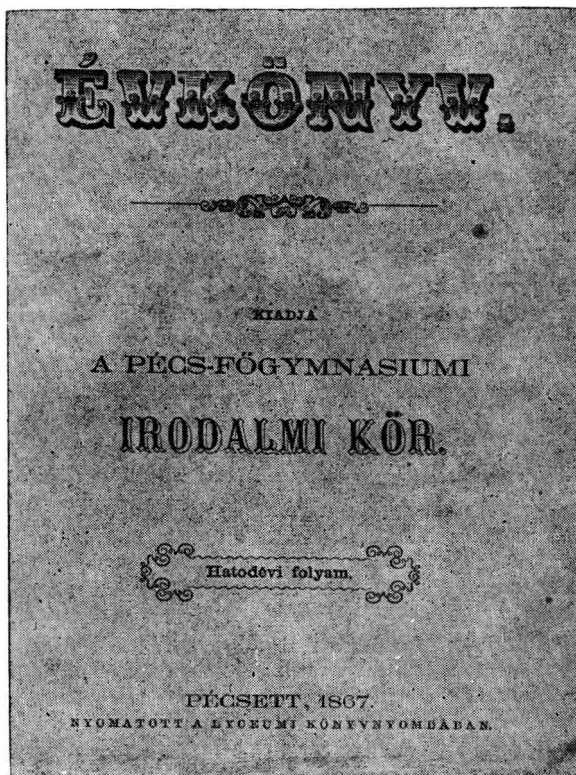 ÉVKÖNYV.
KIADJA
A PÉCS-FŐGYMNASIUMI
IRODALMI KÖR.
Hatodévi folyam.
PÉCSETT, 1867.
NYOMATOTT A LYCEUMI KÖNYVNYOMDÁBAN.